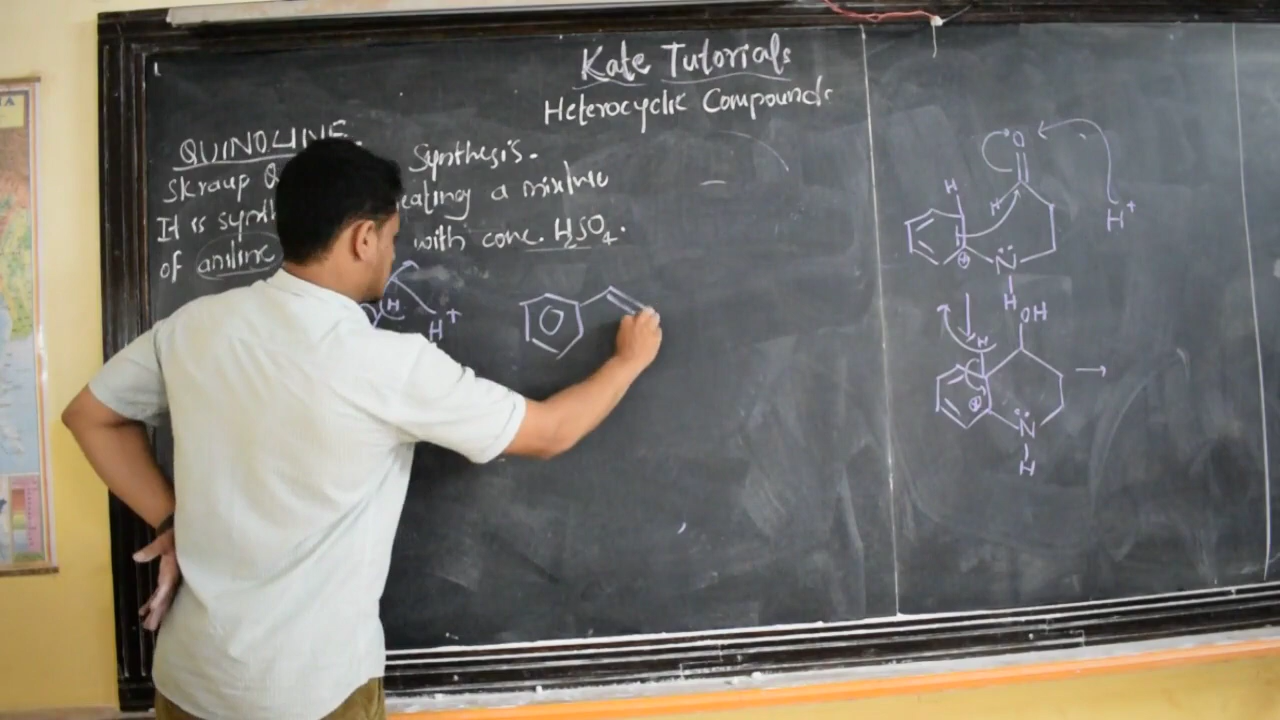 Kate Tutorials
Heterocyclic Compounds
QUINOLINE
Synthesis.
Skraup
eating a mixture
It is synth
with conc. H2SO4.
of aniline
H
H+
O
H
H
H+
N
H
OH
H
N
H
A